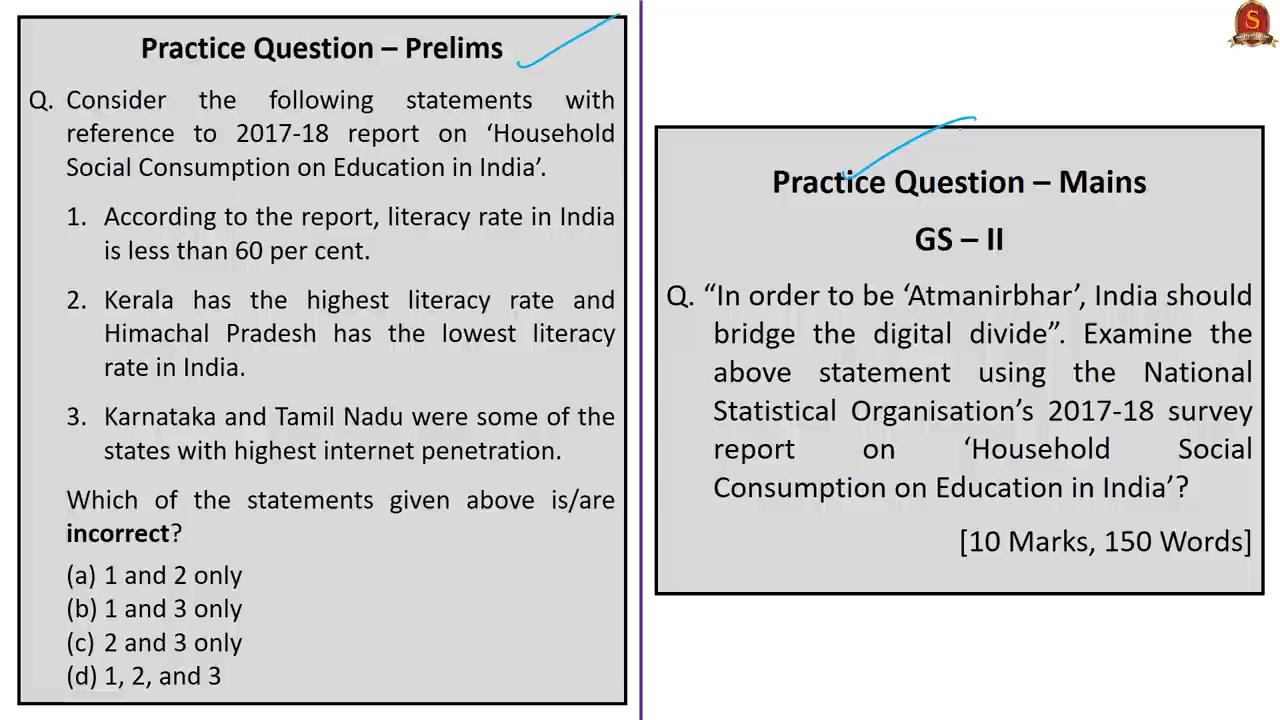 Practice Question – Prelims
Q. Consider the following statements with
reference to 2017-18 report on ‘Household
Social Consumption on Education in India’.
1. According to the report, literacy rate in India
is less than 60 per cent.
2. Kerala has the highest literacy rate and
Himachal Pradesh has the lowest literacy
rate in India.
3. Karnataka and Tamil Nadu were some of the
states with highest internet penetration.
Which of the statements given above is/are
incorrect?
(a) 1 and 2 only
(b) 1 and 3 only
(c) 2 and 3 only
(d) 1, 2, and 3
S
Practice Question – Mains
GS – II
Q. “In order to be ‘Atmanirbhar’, India should
bridge the digital divide”. Examine the
above statement using the National
Statistical Organisation’s 2017-18 survey
report on ‘Household Social
Consumption on Education in India’?
[10 Marks, 150 Words]